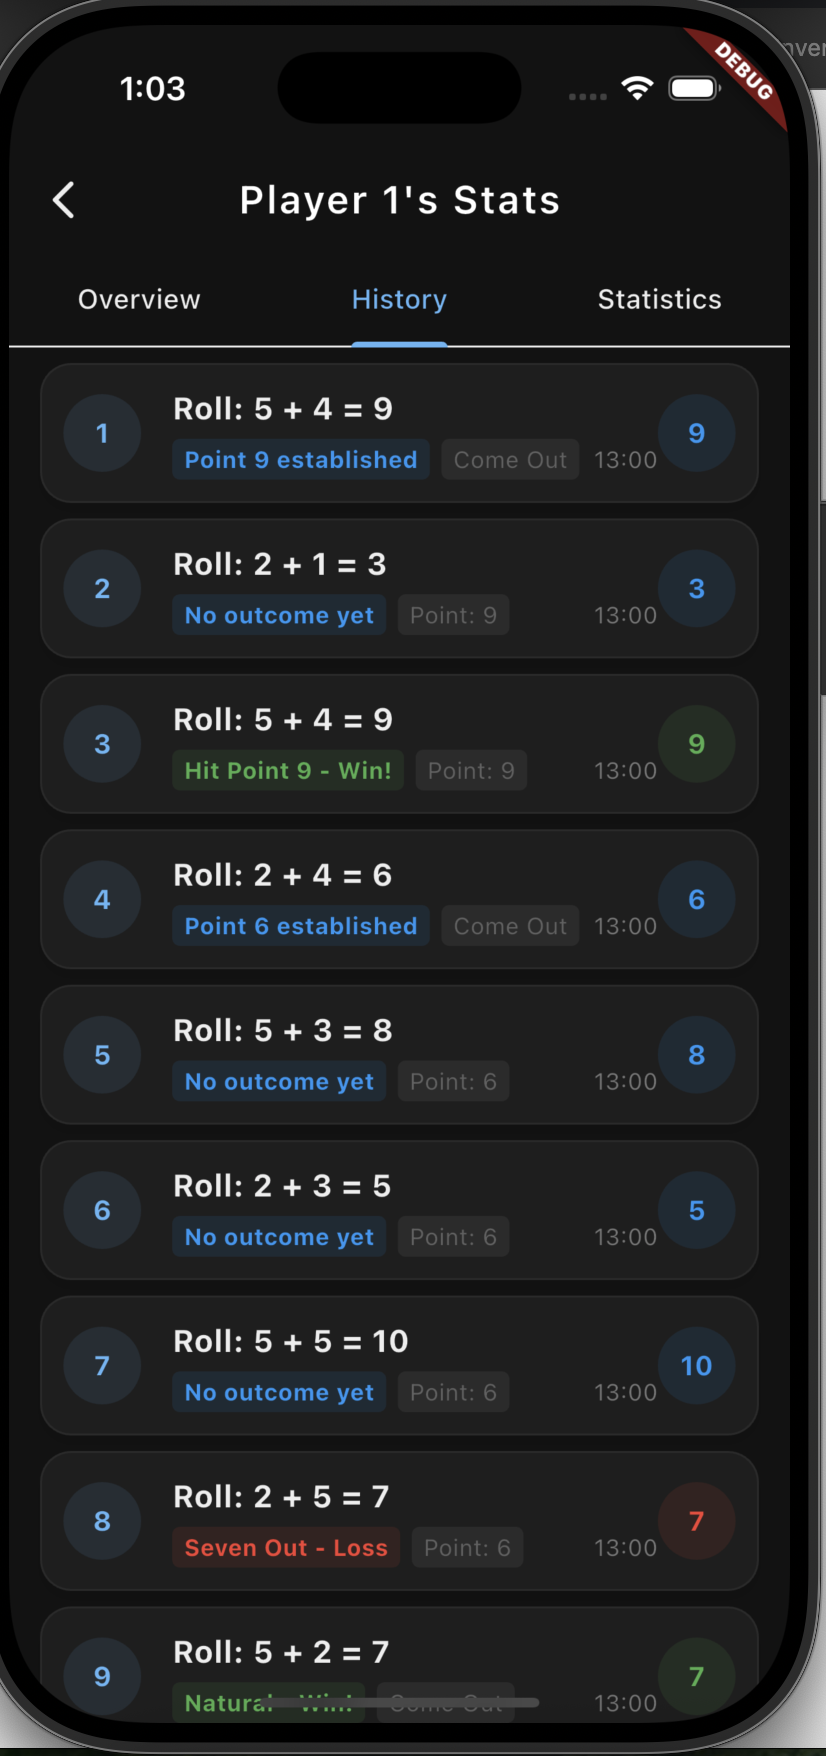 nver
DEBUG
1:03
Player 1's Stats
Overview History Statistics
1 Roll: 5 + 4 = 9 9
Point 9 established Come Out 13:00
2 Roll: 2 + 1 = 3 3
No outcome yet Point: 9 13:00
3 Roll: 5 + 4 = 9 9
Hit Point 9 - Win! Point: 9 13:00
4 Roll: 2 + 4 = 6 6
Point 6 established Come Out 13:00
5 Roll: 5 + 3 = 8 8
No outcome yet Point: 6 13:00
6 Roll: 2 + 3 = 5 5
No outcome yet Point: 6 13:00
7 Roll: 5 + 5 = 10 10
No outcome yet Point: 6 13:00
8 Roll: 2 + 5 = 7 7
Seven Out - Loss Point: 6 13:00
9 Roll: 5 + 2 = 7 7
Natural - Win! Come Out 13:00